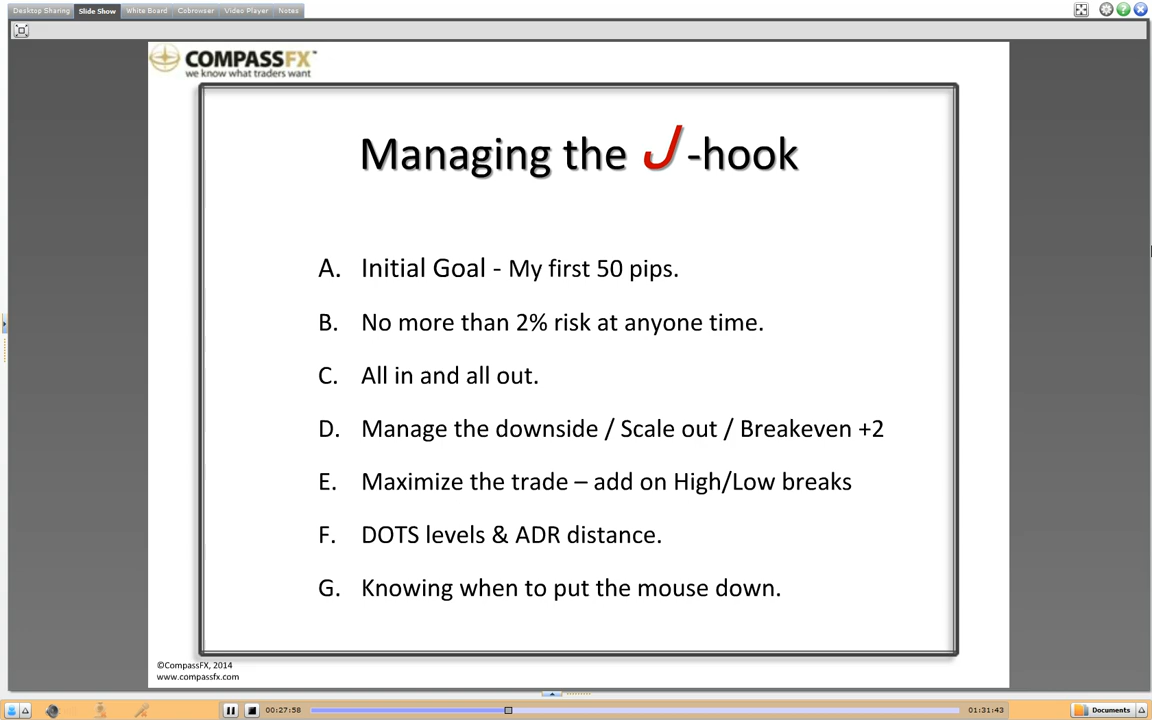 Desktop Sharing Slide Show White Board Cobrowser Video Player Notes
COMPASSFX™
we know what traders want
Managing the J-hook
A. Initial Goal - My first 50 pips.
B. No more than 2% risk at anyone time.
C. All in and all out.
D. Manage the downside / Scale out / Breakeven +2
E. Maximize the trade – add on High/Low breaks
F. DOTS levels & ADR distance.
G. Knowing when to put the mouse down.
©CompassFX, 2014
www.compassfx.com
00:27:58 01:31:43 Documents